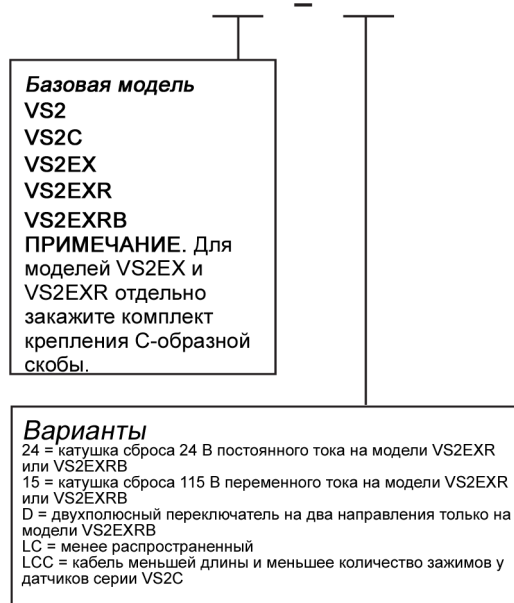 Базовая модель
VS2
VS2C
VS2EX
VS2EXR
VS2EXRB
ПРИМЕЧАНИЕ. Для
моделей VS2EX и
VS2EXR отдельно
закажите комплект
крепления С-образной
скобы.
Варианты
24 = катушка сброса 24 В постоянного тока на модели VS2EXR
или VS2EXRB
15 = катушка сброса 115 В переменного тока на модели VS2EXR
или VS2EXRB
D = двухполюсный переключатель на два направления только на
модели VS2EXRB
LC = менее распространенный
LCC = кабель меньшей длины и меньшее количество зажимов у
датчиков серии VS2C